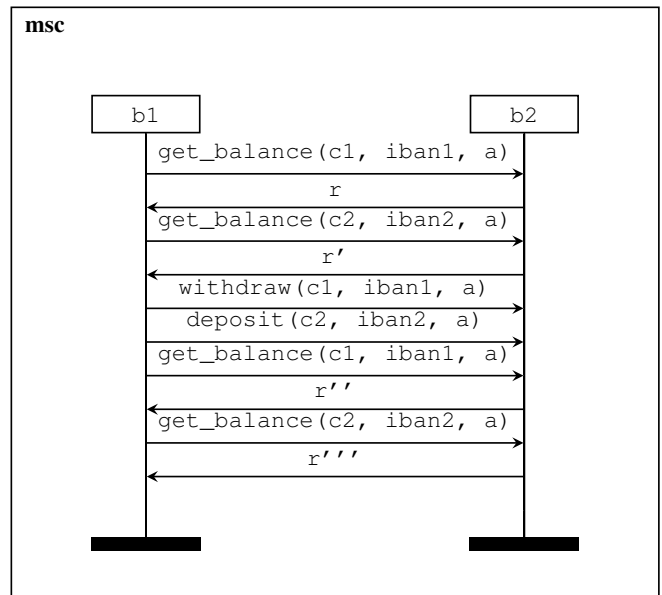 msc
b1
b2
get_balance(c1, iban1, a)
r
get_balance(c2, iban2, a)
r'
withdraw(c1, iban1, a)
deposit(c2, iban2, a)
get_balance(c1, iban1, a)
r''
get_balance(c2, iban2, a)
r'''